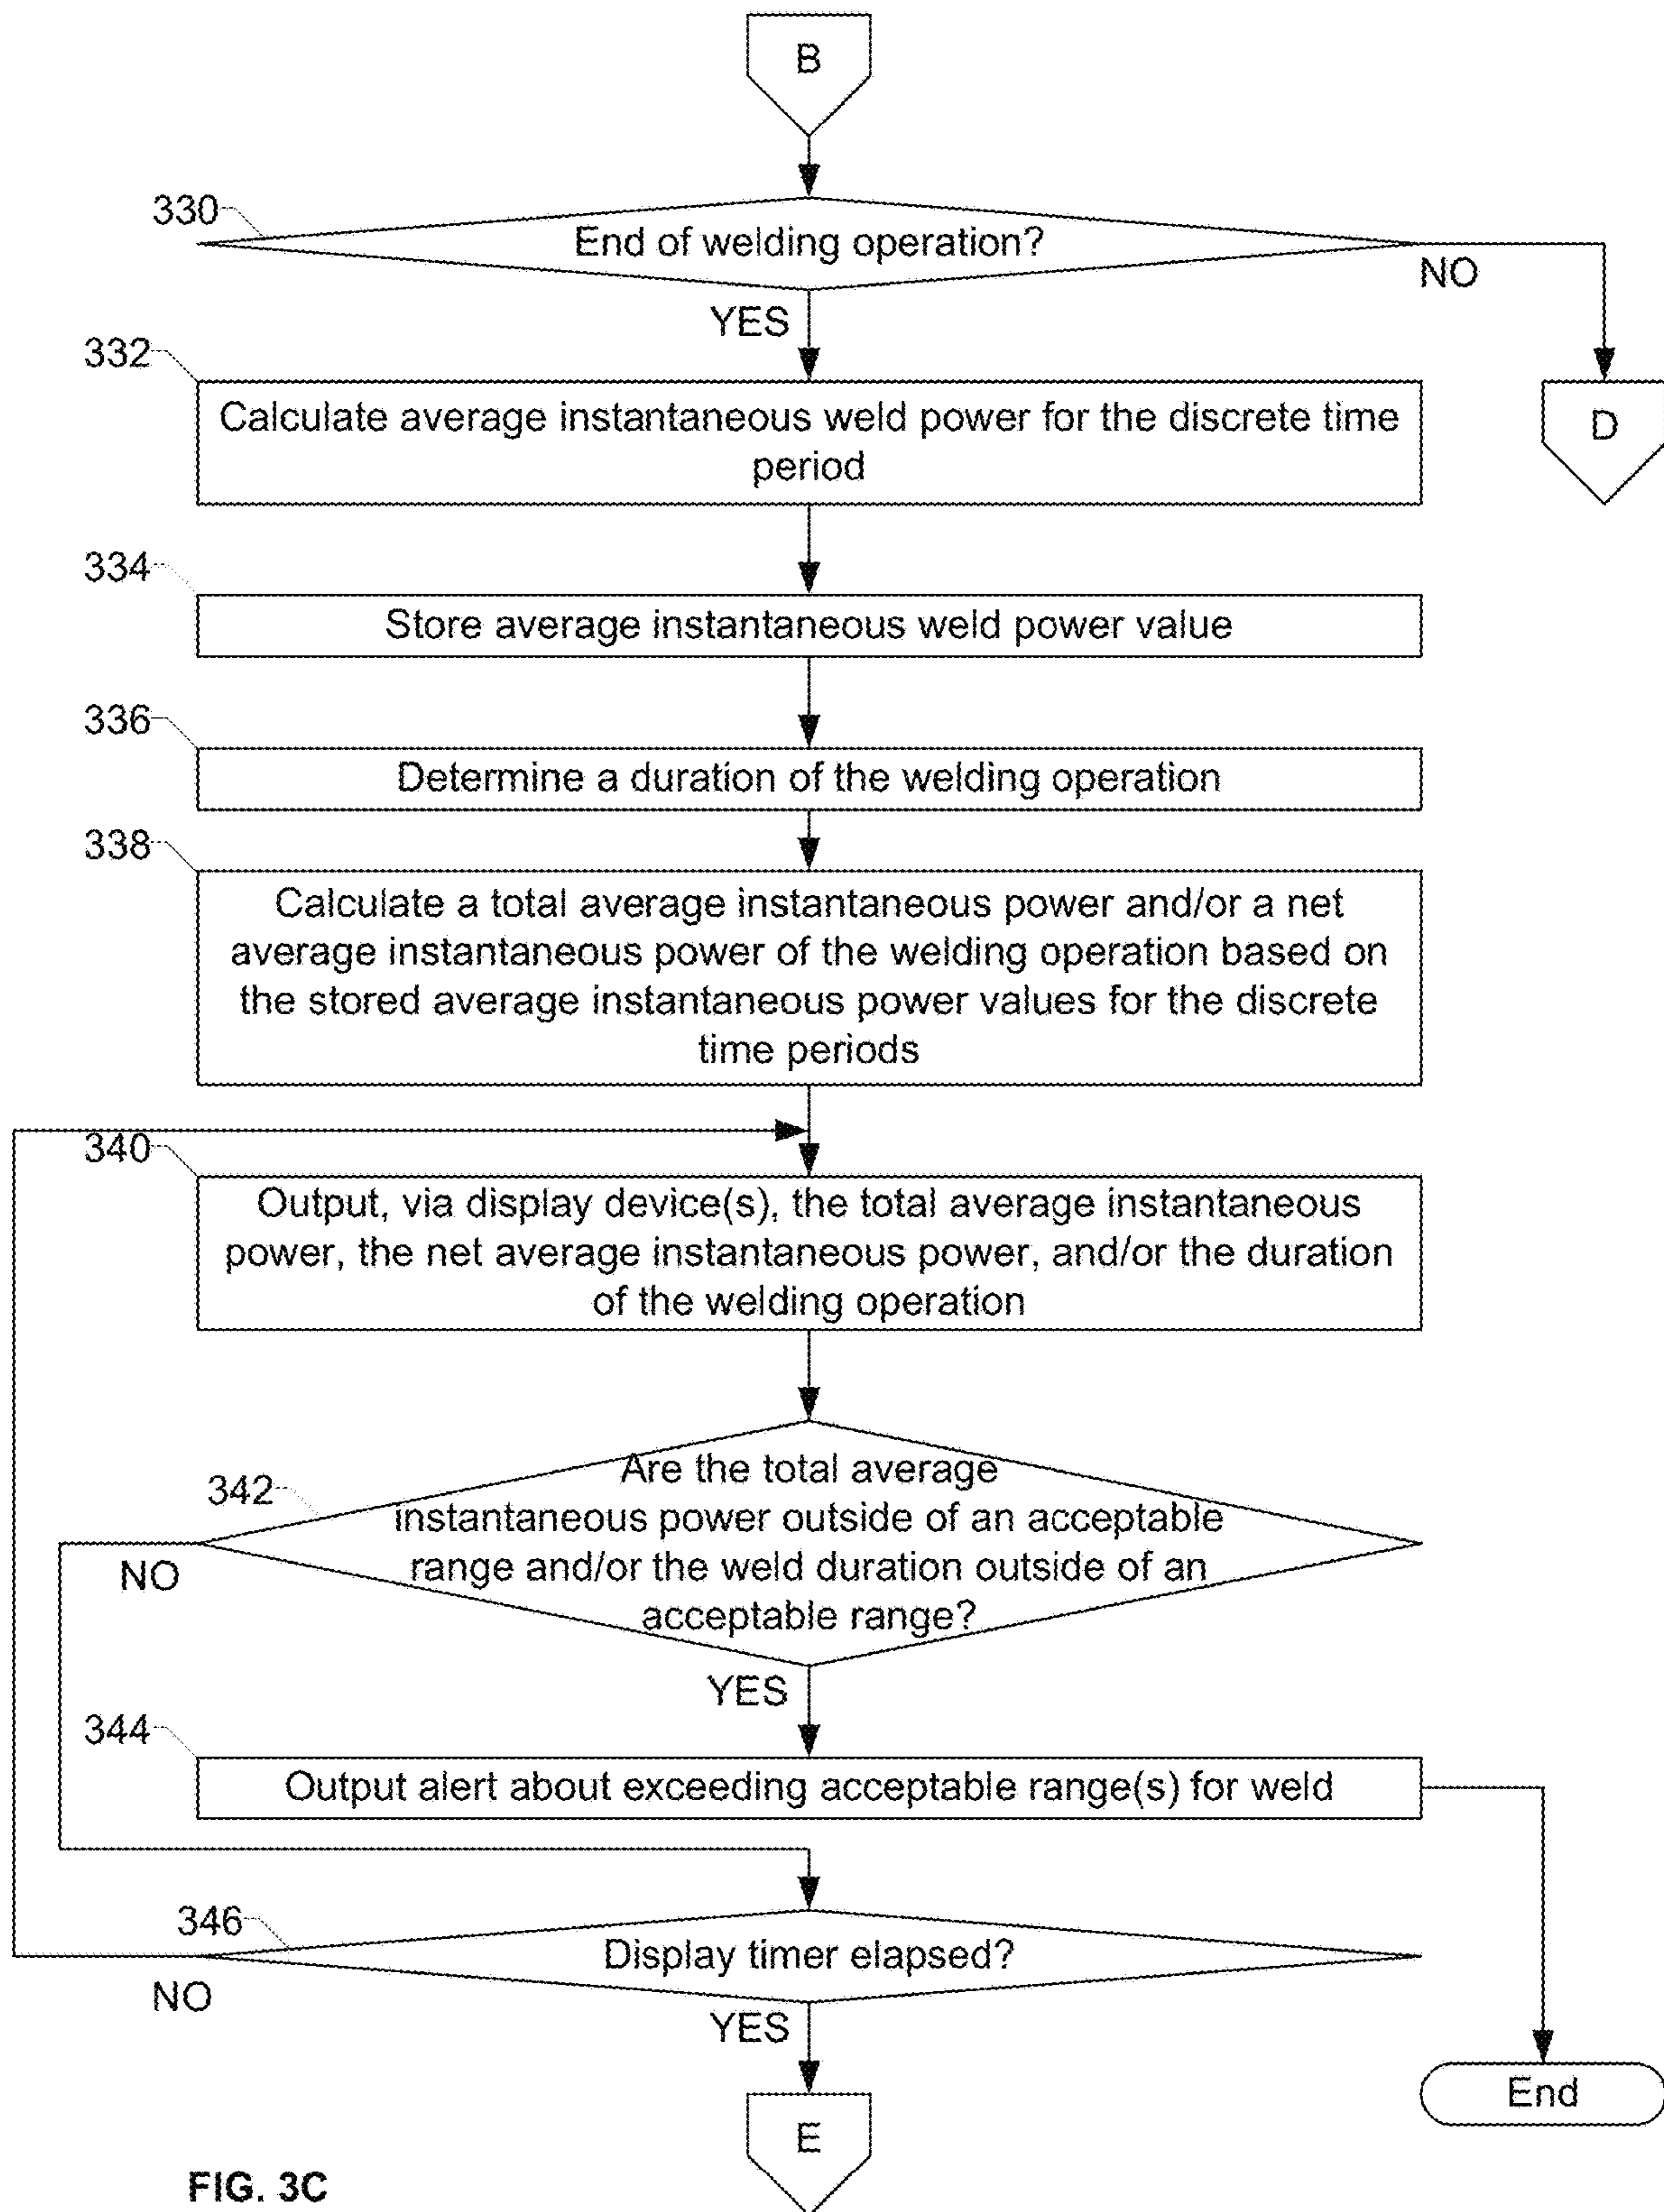 B
330
End of welding operation?
NO
YES
332
Calculate average instantaneous weld power for the discrete time
period
D
334
Store average instantaneous weld power value
336
Determine a duration of the welding operation
338
Calculate a total average instantaneous power and/or a net
average instantaneous power of the welding operation based on
the stored average instantaneous power values for the discrete
time periods
340
Output, via display device(s), the total average instantaneous
power, the net average instantaneous power, and/or the duration
of the welding operation
342
Are the total average
instantaneous power outside of an acceptable
range and/or the weld duration outside of an
acceptable range?
NO
YES
344
Output alert about exceeding acceptable range(s) for weld
346
Display timer elapsed?
NO
YES
End
E
FIG. 3C